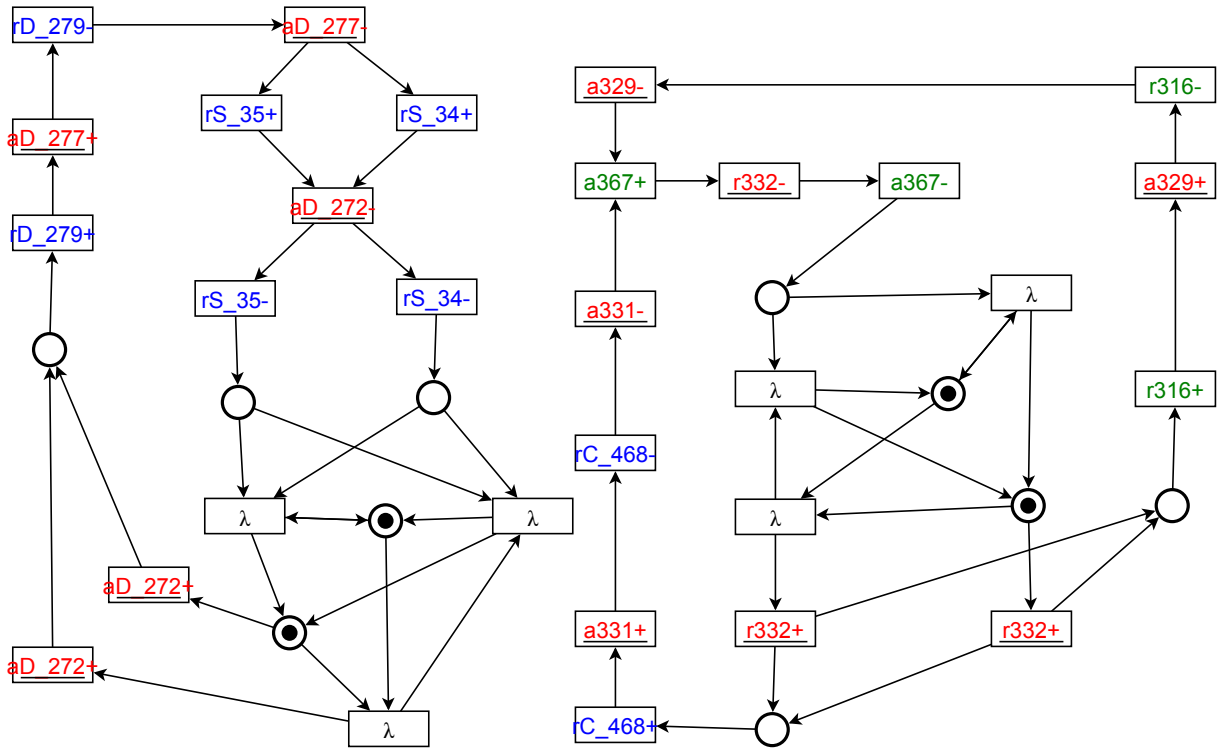 rD_279-
aD_277-
rS_35+
rS_34+
aD_277+
aD_272-
rD_279+
rS_35-
rS_34-
λ
λ
aD_272+
aD_272+
λ
a329-
r316-
a367+
r332-
a367-
a329+
λ
a331-
λ
r316+
rC_468-
λ
a331+
r332+
r332+
rC_468+